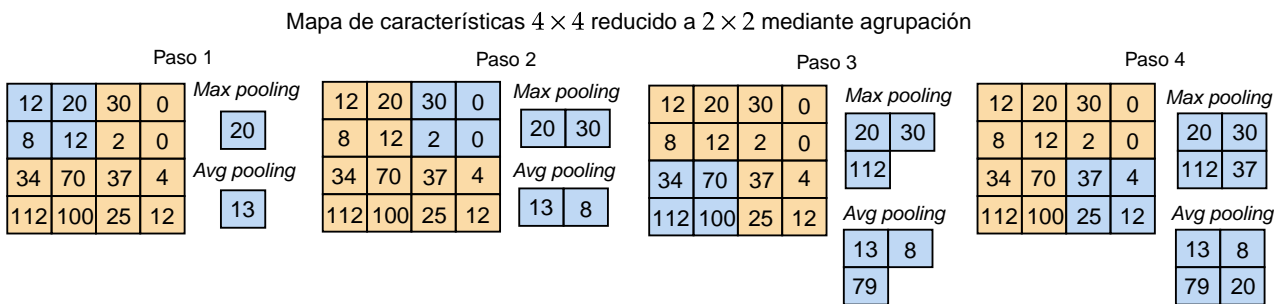 Mapa de características 4 × 4 reducido a 2 × 2 mediante agrupación
Paso 1
12 20 30 0
8 12 2 0
34 70 37 4
112 100 25 12
Max pooling
20
Avg pooling
13
Paso 2
12 20 30 0
8 12 2 0
34 70 37 4
112 100 25 12
Max pooling
20 30
Avg pooling
13 8
Paso 3
12 20 30 0
8 12 2 0
34 70 37 4
112 100 25 12
Max pooling
20 30
112
Avg pooling
13 8
79
Paso 4
12 20 30 0
8 12 2 0
34 70 37 4
112 100 25 12
Max pooling
20 30
112 37
Avg pooling
13 8
79 20